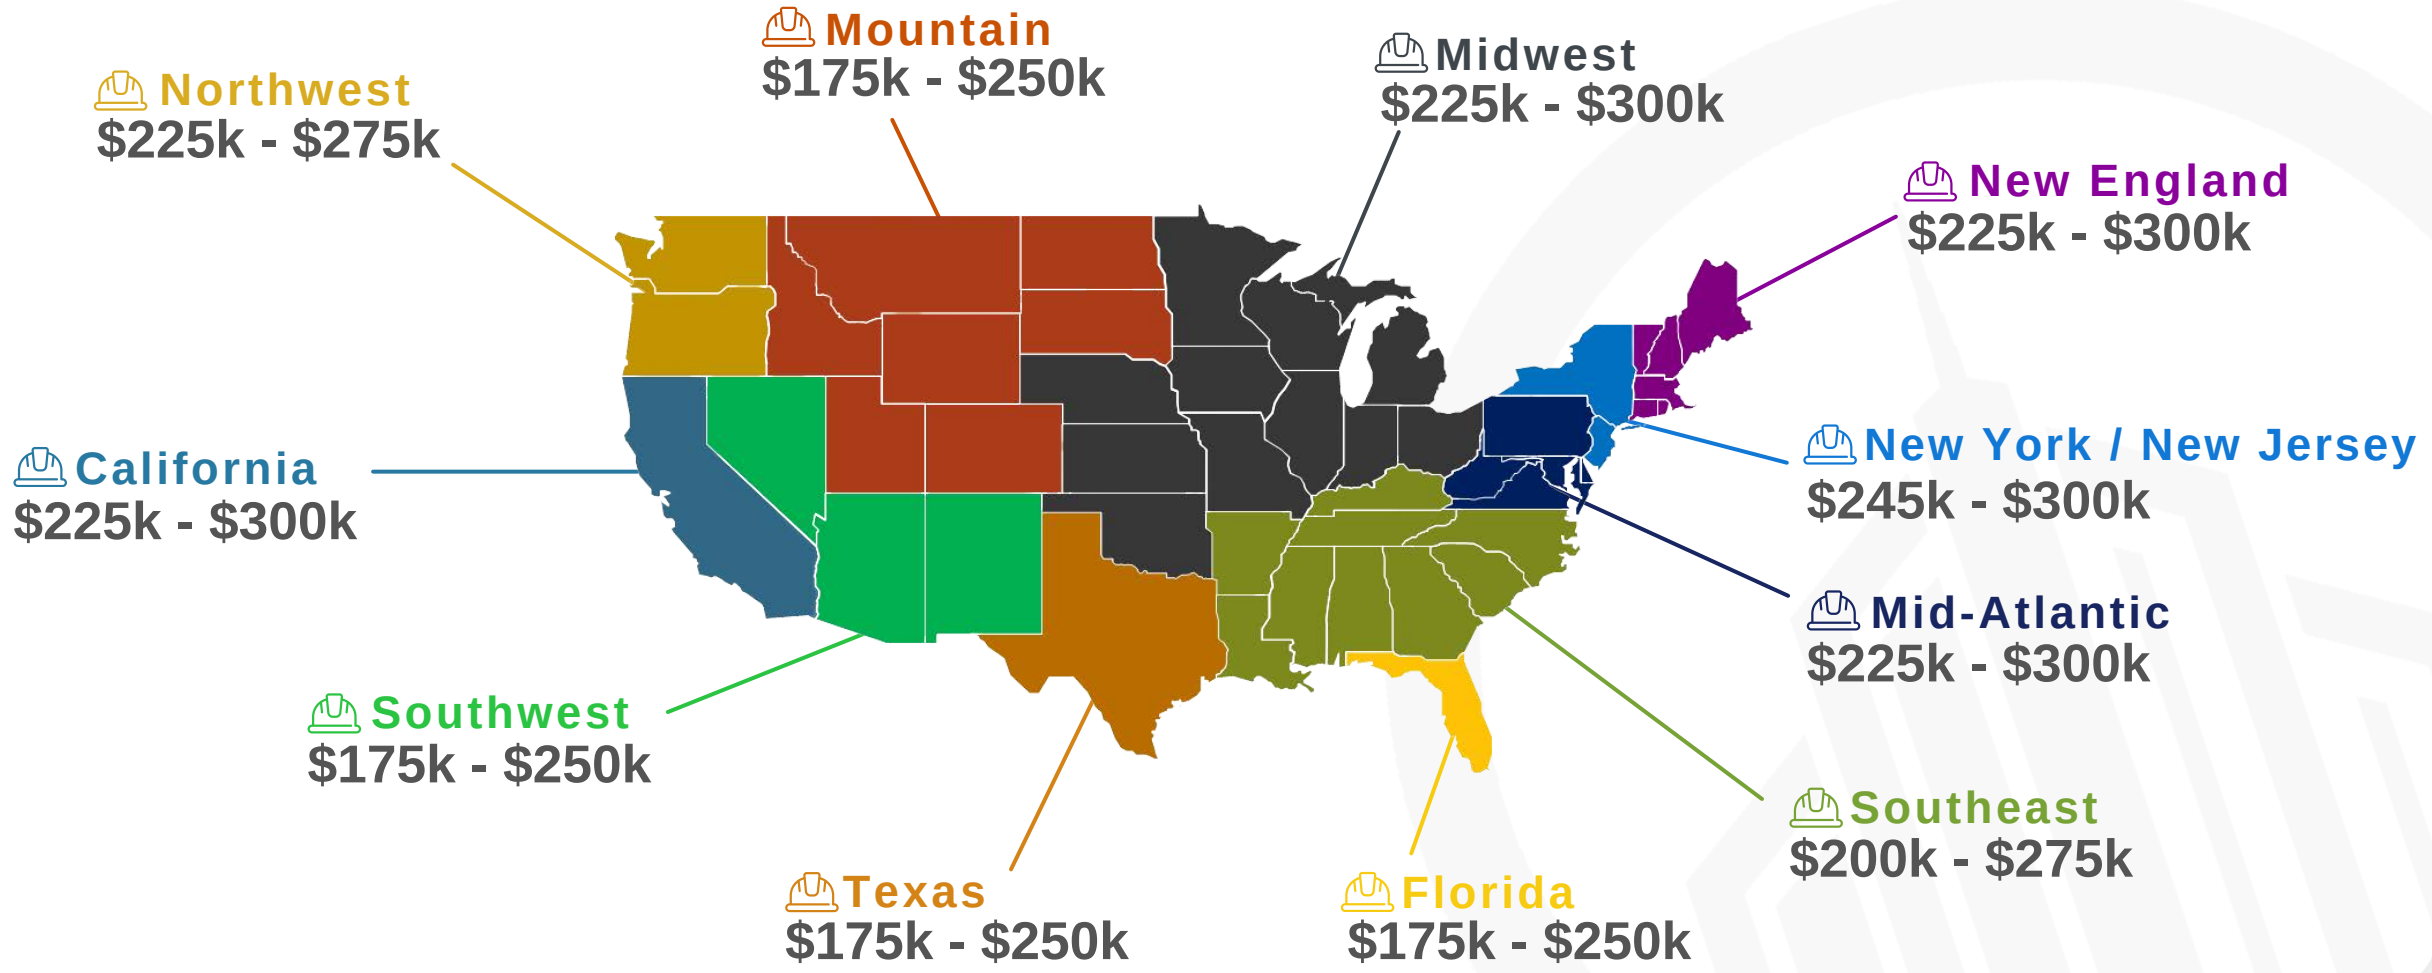 Mountain
$175k - $250k
Midwest
$225k - $300k
Northwest
$225k - $275k
New England
$225k - $300k
California
$225k - $300k
New York / New Jersey
$245k - $300k
Mid-Atlantic
$225k - $300k
Southwest
$175k - $250k
Southeast
$200k - $275k
Texas
$175k - $250k
Florida
$175k - $250k